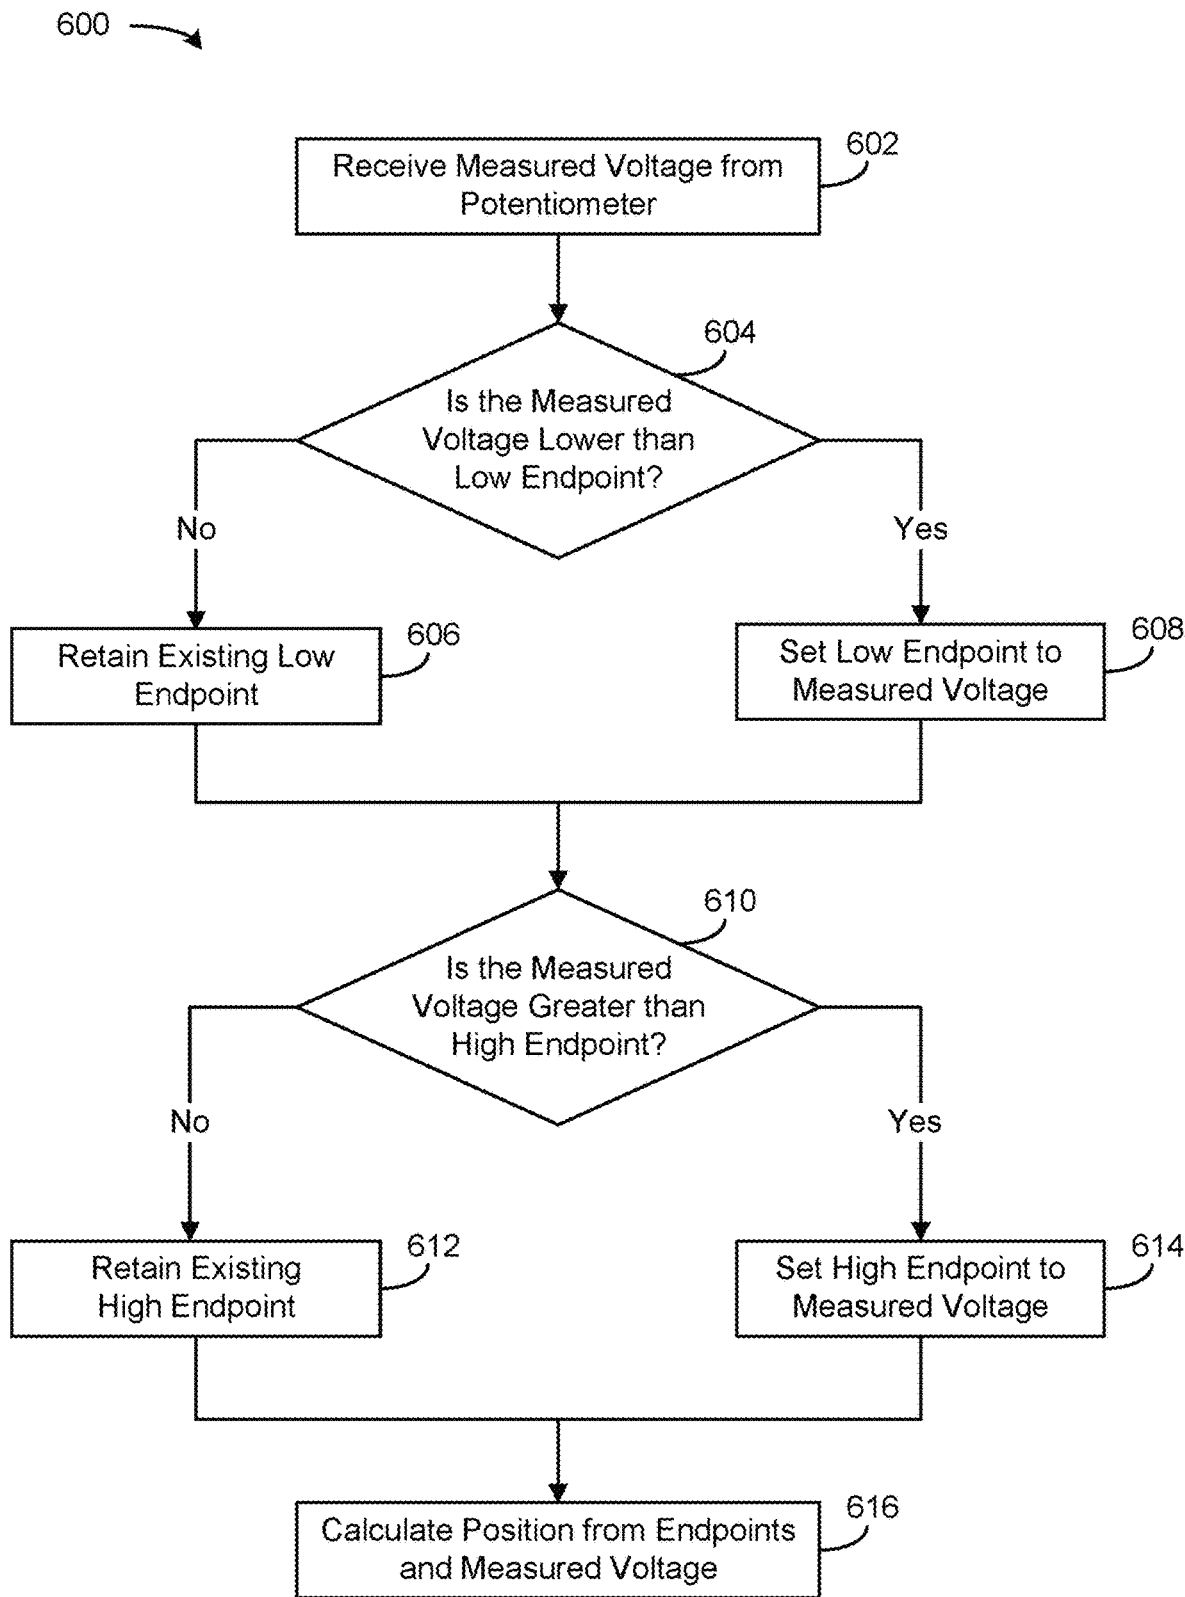 600
602
Receive Measured Voltage from
Potentiometer
604
Is the Measured
Voltage Lower than
Low Endpoint?
No
Yes
606
Retain Existing Low
Endpoint
608
Set Low Endpoint to
Measured Voltage
610
Is the Measured
Voltage Greater than
High Endpoint?
No
Yes
612
Retain Existing
High Endpoint
614
Set High Endpoint to
Measured Voltage
616
Calculate Position from Endpoints
and Measured Voltage